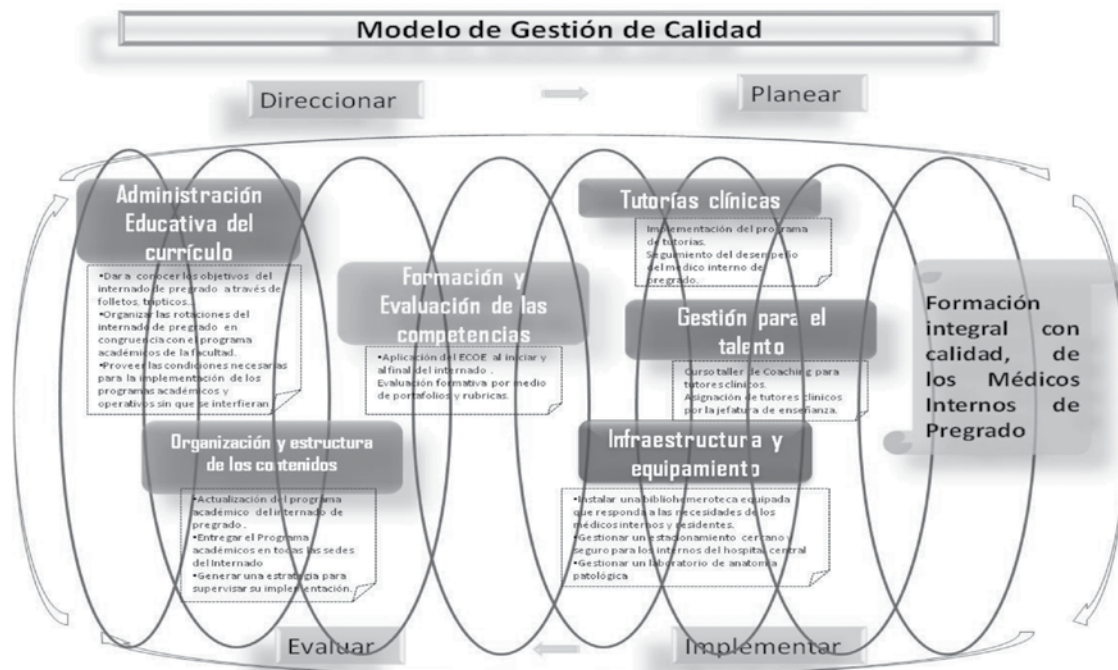 Modelo de Gestión de Calidad
Direccionar
Planear
Administración
Educativa del
currículo
•Dar a conocer los objetivos del
internado de pregrado a través de
folletos, trípticos...
•Organizar las rotaciones del
internado de pregrado en
congruencia con el programa
académicos de la facultad.
•Proveer las condiciones necesarias
para la implementación de los
programas académicos y
operativos sin que se interfieran
Organización y estructura
de los contenidos
•Actualización del programa
académico del internado de
pregrado.
•Entregar el Programa
académicos en todas las sedes
del Internado
•Generar una estrategia para
supervisar su implementación.
Formación y
Evaluación de las
competencias
•Aplicación del ECOE al iniciar y
al final del internado.
Evaluación formativa por medio
de portafolios y rubricas.
Tutorías clínicas
Implementación del programa
de tutorías.
Seguimiento del desempeño
del médico interno de
pregrado.
Gestión para el
talento
Curso taller de Coaching para
tutores clínicos.
Asignación de tutores clínicos
por la jefatura de enseñanza.
Infraestructura y
equipamiento
•Instalar una bibliohemeroteca equipada
que responda a las necesidades de los
médicos internos y residentes.
•Gestionar un estacionamiento cercano y
seguro para los internos del hospital central
•Gestionar un laboratorio de anatomía
patológica
Formación
integral con
calidad, de
los Médicos
Internos de
Pregrado
Evaluar
Implementar